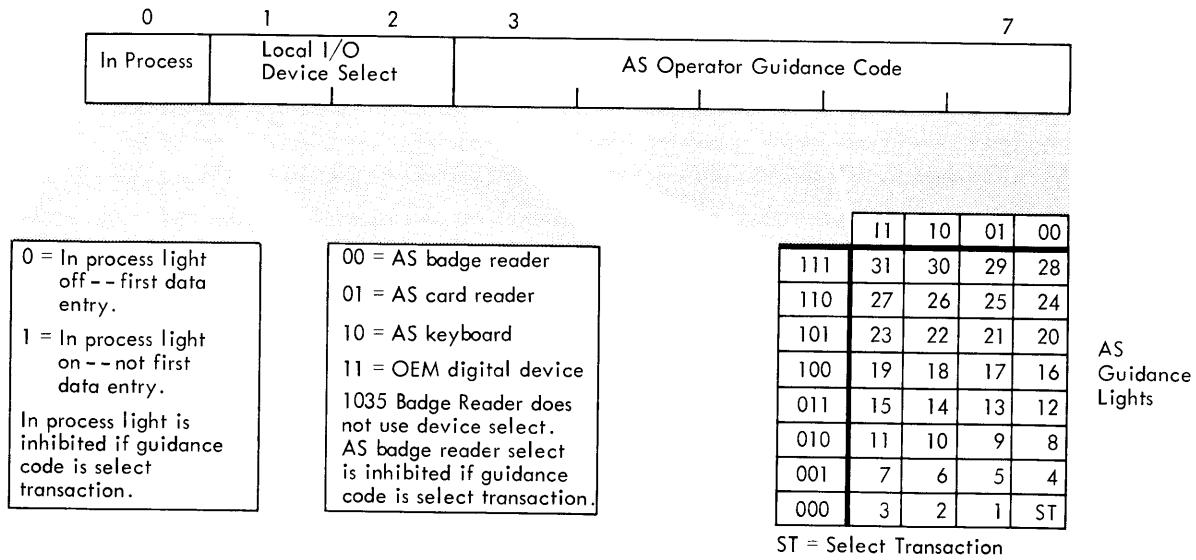 0 1 2 3 7
In Process
Local I/O
Device Select
AS Operator Guidance Code
0 = In process light
off -- first data
entry.
1 = In process light
on -- not first
data entry.
In process light is
inhibited if guidance
code is select
transaction.
00 = AS badge reader
01 = AS card reader
10 = AS keyboard
11 = OEM digital device
1035 Badge Reader does
not use device select.
AS badge reader select
is inhibited if guidance
code is select transaction.
11 10 01 00
111 31 30 29 28
110 27 26 25 24
101 23 22 21 20
100 19 18 17 16
011 15 14 13 12
010 11 10 9 8
001 7 6 5 4
000 3 2 1 ST
AS
Guidance
Lights
ST = Select Transaction